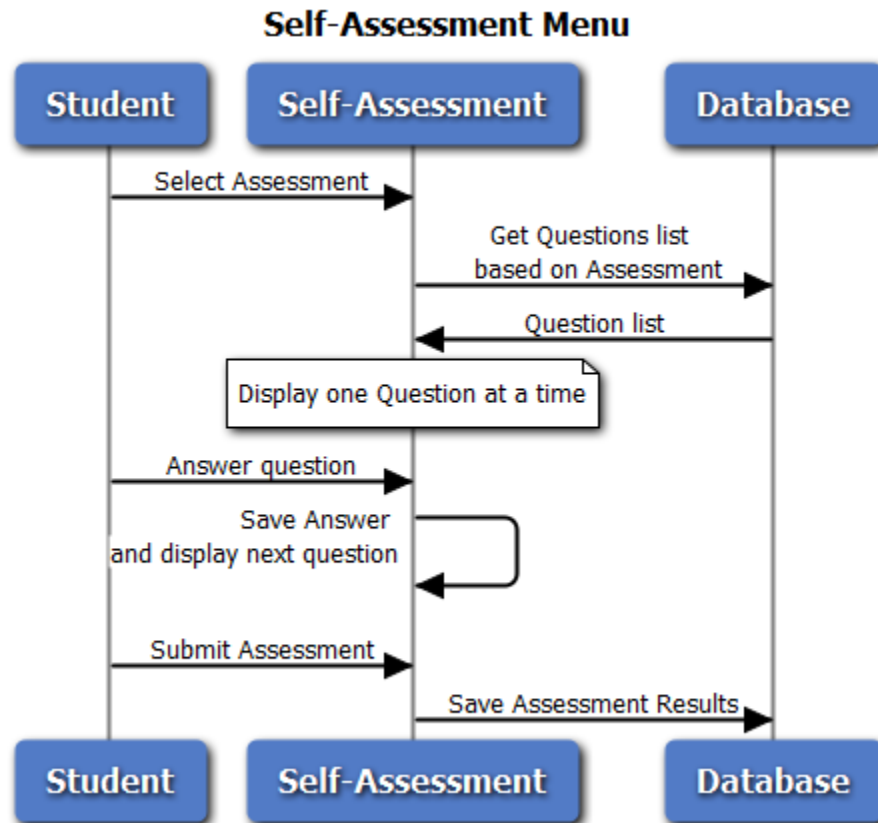 Self-Assessment Menu
Student
Self-Assessment
Database
Select Assessment
Get Questions list
based on Assessment
Question list
Display one Question at a time
Answer question
Save Answer
and display next question
Submit Assessment
Save Assessment Results
Student
Self-Assessment
Database